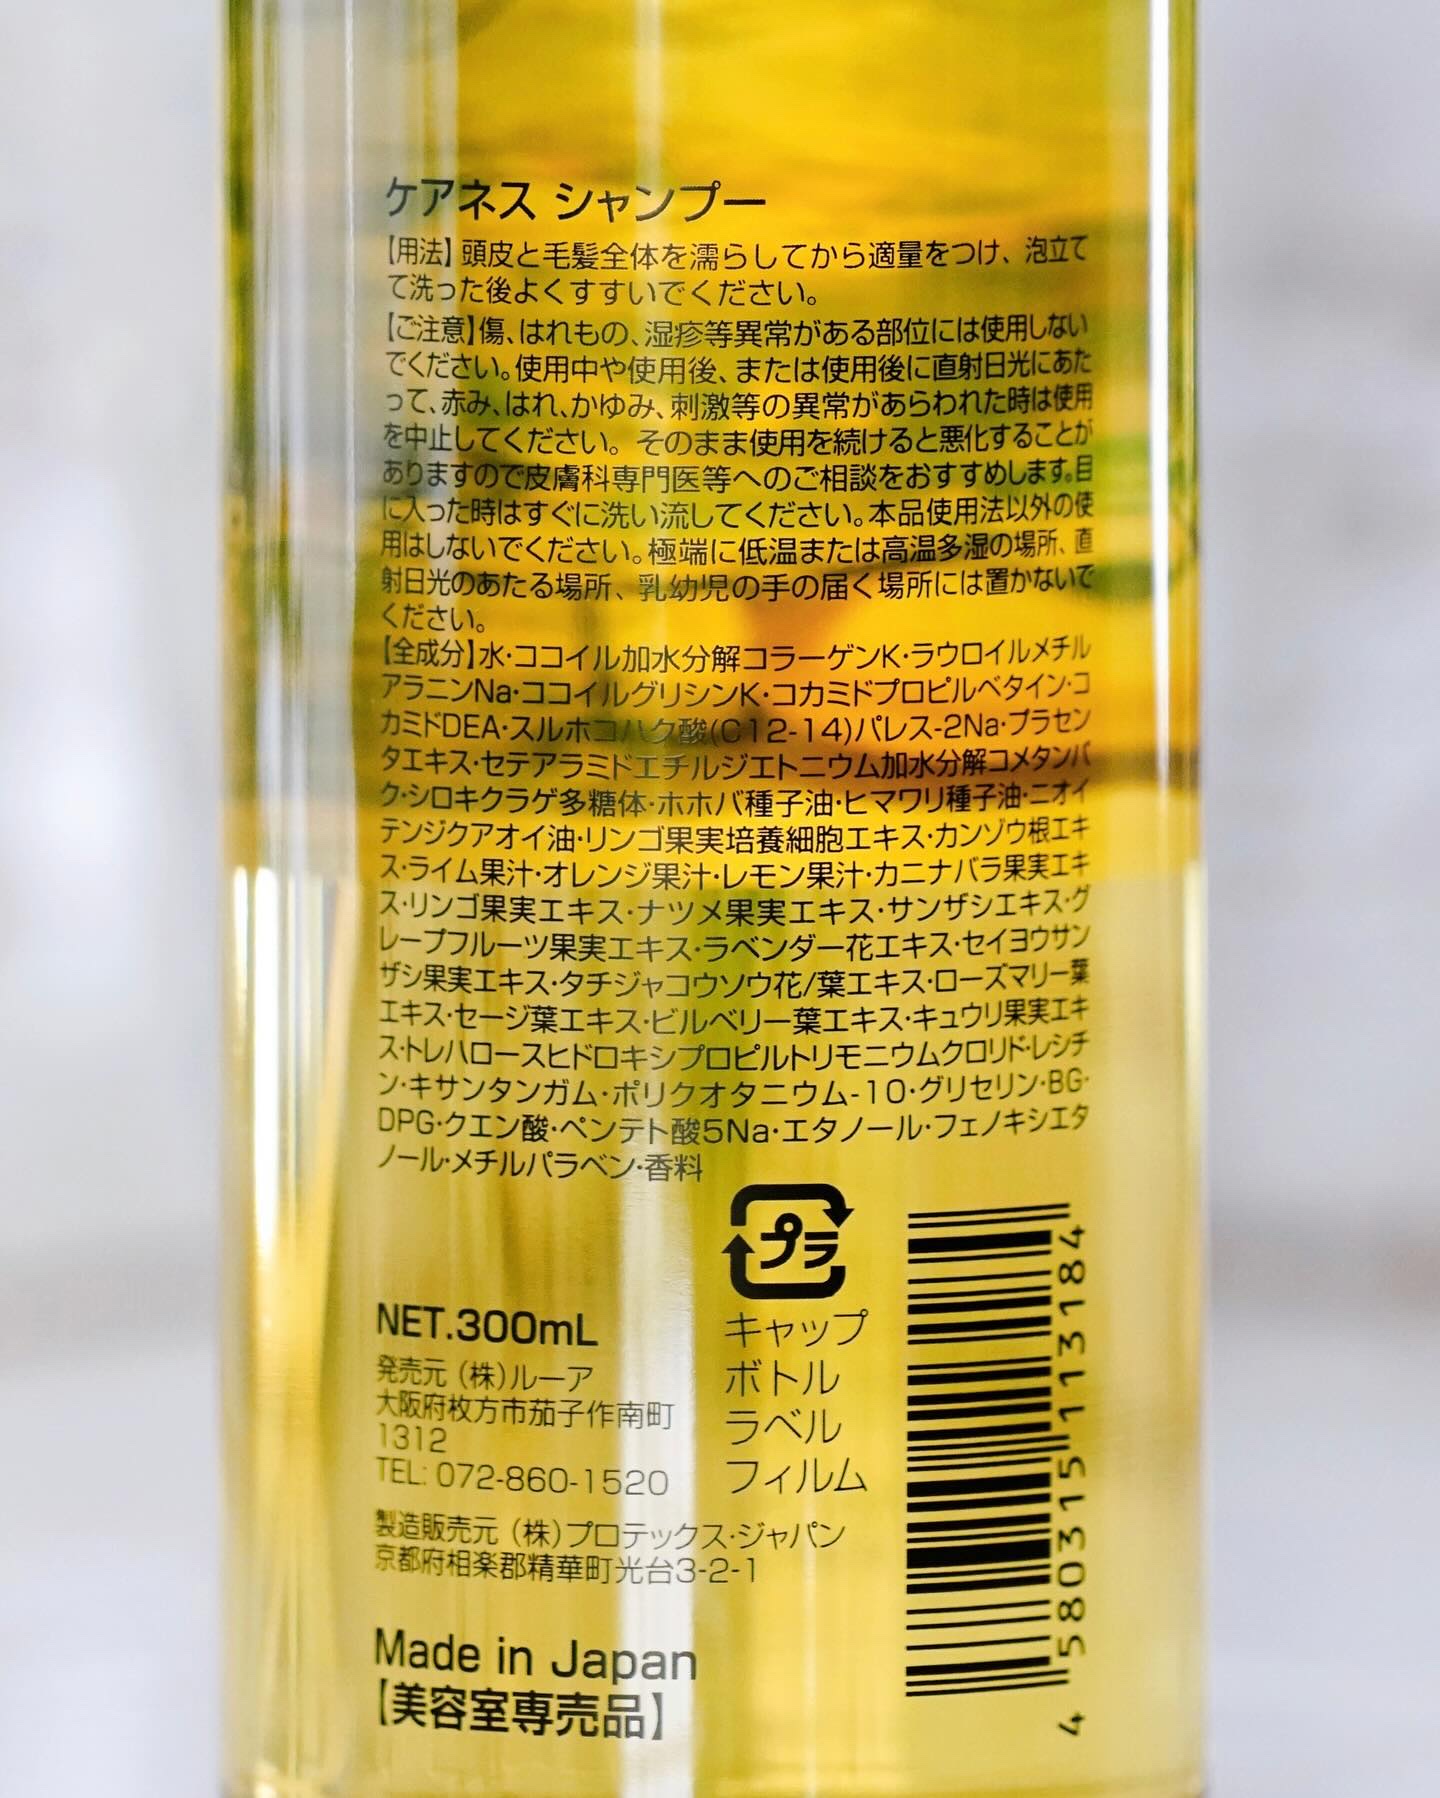 ケアネス シャンプー
【用法】頭皮と毛髪全体を濡らしてから適量をつけ、泡立て
て洗った後よくすすいでください。
【ご注意】傷、はれもの、湿疹等異常がある部位には使用しない
でください。使用中や使用後、または使用後に直射日光にあた
って、赤み、はれ、かゆみ、刺激等の異常があらわれた時は使用
を中止してください。そのまま使用を続けると悪化することが
ありますので皮膚科専門医等へのご相談をおすすめします。目
に入った時はすぐに洗い流してください。本品使用法以外の使
用はしないでください。極端に低温または高温多湿の場所、直
射日光のあたる場所、乳幼児の手の届く場所には置かないで
ください。
【全成分】水・ココイル加水分解コラーゲンK・ラウロイルメチル
アラニンNa・ココイルグリシンK・コカミドプロピルベタイン・コ
カミドDEA・スルホコハク酸(C12-14)パレス-2Na・プラセン
タエキス・セテアラミドエチルジエトニウム加水分解コメタンパ
ク・シロキクラゲ多糖体・ホホバ種子油・ヒマワリ種子油・ニオイ
テンジクアオイ油・リンゴ果実培養細胞エキス・カンゾウ根エキ
ス・ライム果汁・オレンジ果汁・レモン果汁・カニナバラ果実エキ
ス・リンゴ果実エキス・ナツメ果実エキス・サンザシエキス・グ
レープフルーツ果実エキス・ラベンダー花エキス・セイヨウサン
ザシ果実エキス・タチジャコウソウ花/葉エキス・ローズマリー葉
エキス・セージ葉エキス・ビルベリー葉エキス・キュウリ果実エキ
ス・トレハロースヒドロキシプロピルトリモニウムクロリド・レシチ
ン・キサンタンガム・ポリクオタニウム-10・グリセリン・BG・
DPG・クエン酸・ペンテト酸5Na・エタノール・フェノキシエタ
ノール・メチルパラベン・香料
プラ
キャップ
ボトル
ラベル
フィルム
NET.300mL
発売元 (株)ルーア
大阪府枚方市茄子作南町
1312
TEL: 072-860-1520
製造販売元 (株)プロテックス・ジャパン
京都府相楽郡精華町光台3-2-1
Made in Japan
【美容室専売品】
4 580315 113184